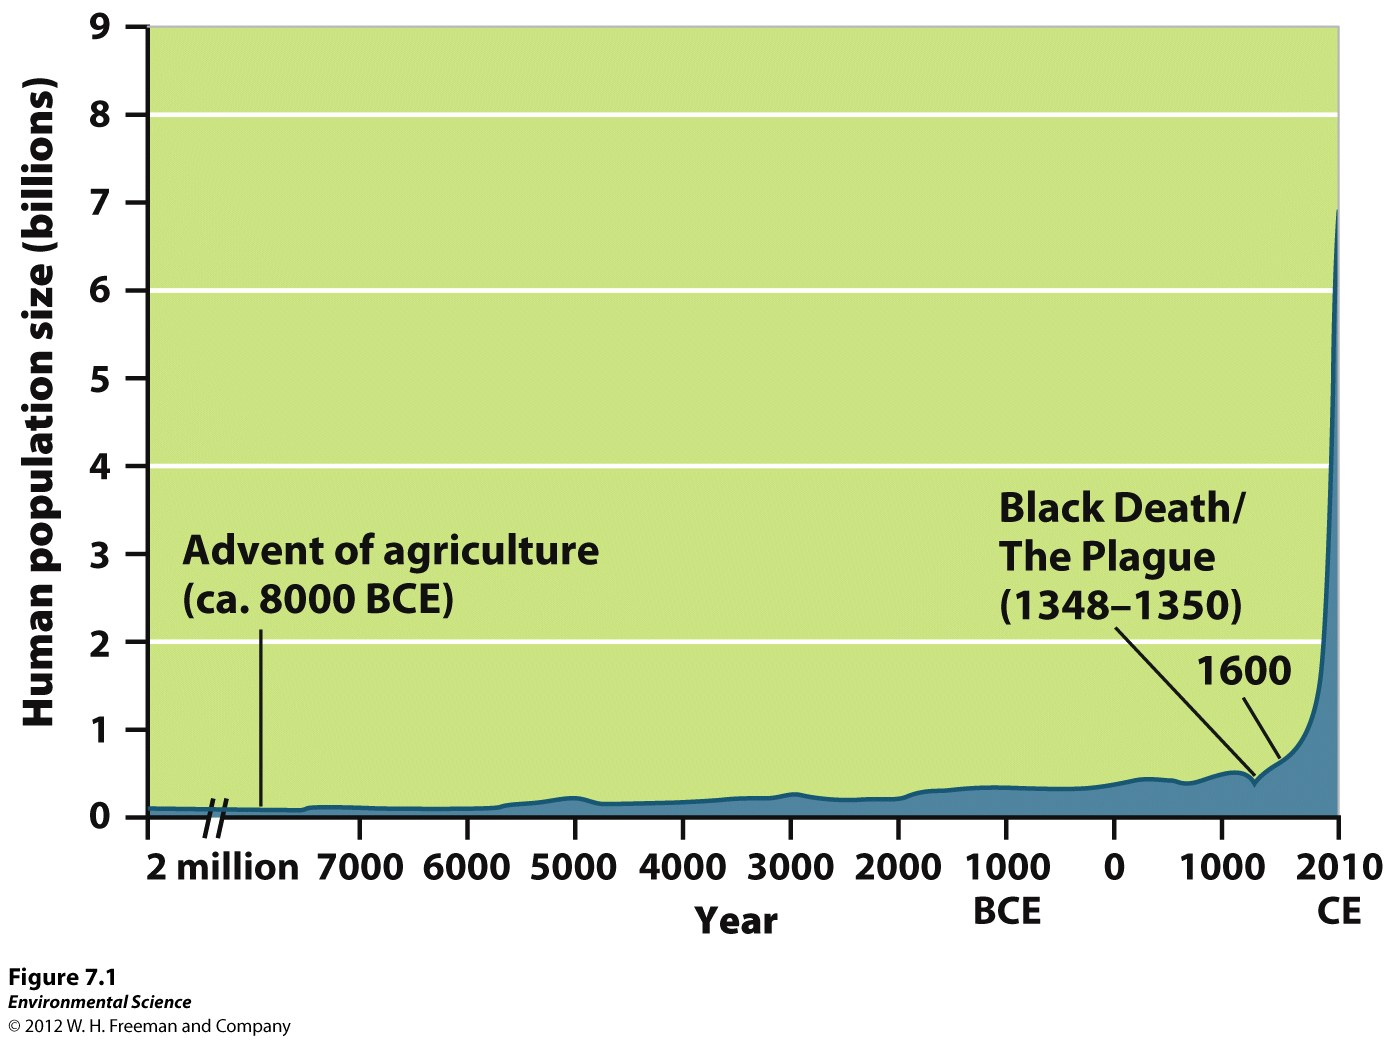 Human population size (billions)
9
8
7
6
5
4
3
2
1
0
Advent of agriculture
(ca. 8000 BCE)
Black Death/
The Plague
(1348–1350)
1600
2 million 7000 6000 5000 4000 3000 2000 1000 0 1000 2010
BCE CE
Year
Figure 7.1
Environmental Science
© 2012 W. H. Freeman and Company